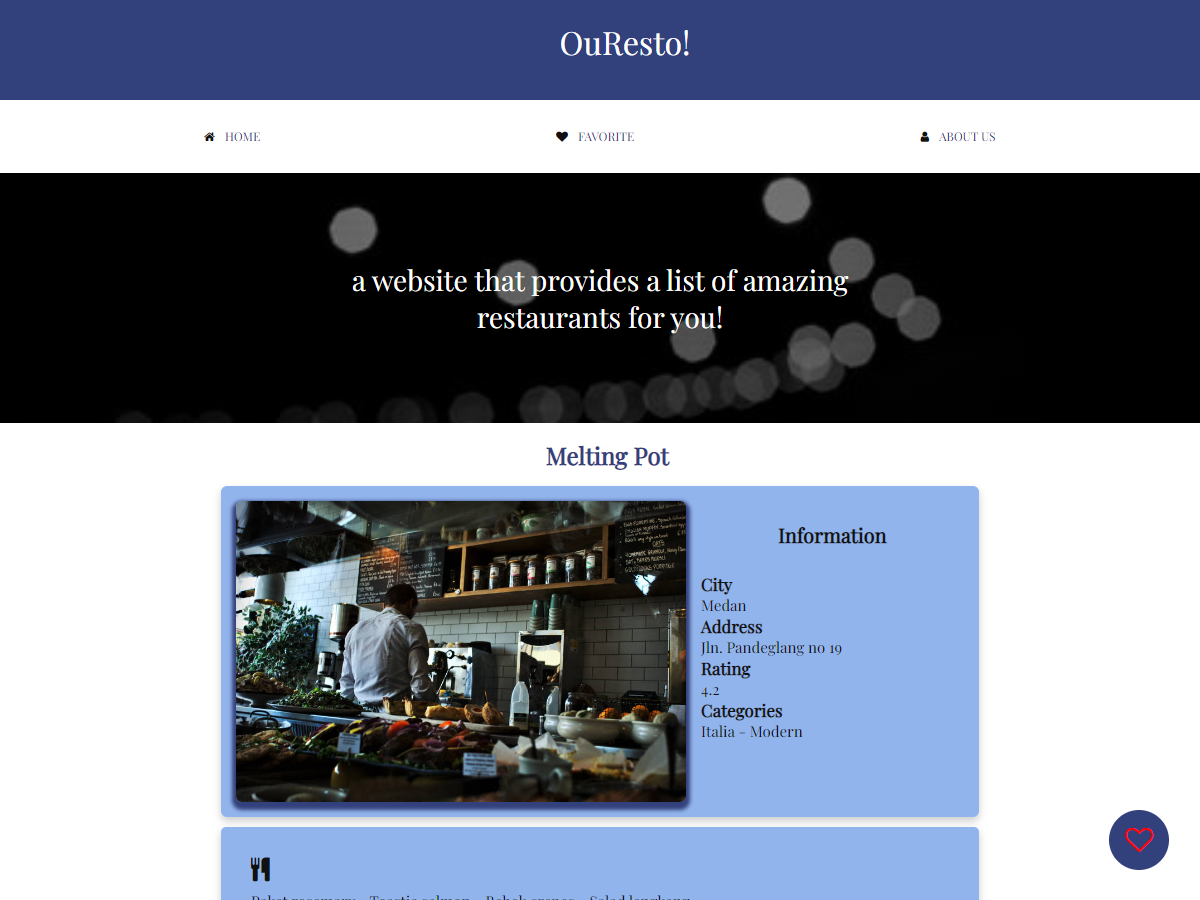 OuResto!
HOME
FAVORITE
ABOUT US
a website that provides a list of amazing
restaurants for you!
Melting Pot
Information
City
Medan
Address
Jln. Pandeglang no 19
Rating
4.2
Categories
Italia - Modern